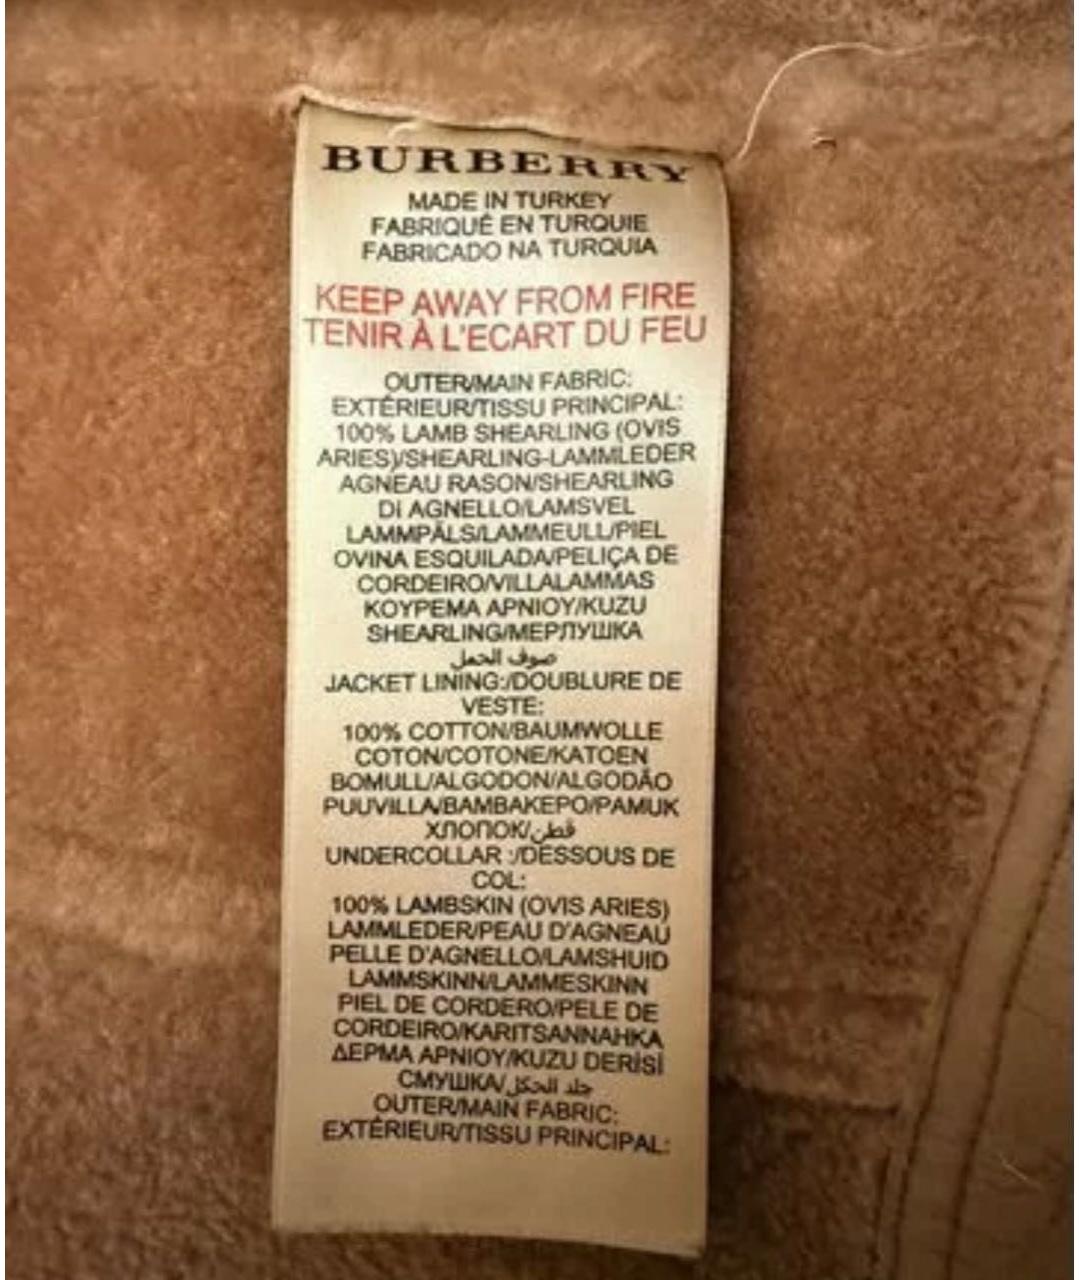 BURBERRY
MADE IN TURKEY
FABRIQUÉ EN TURQUIE
FABRICADO NA TURQUIA
KEEP AWAY FROM FIRE
TENIR À L'ECART DU FEU
OUTER/MAIN FABRIC:
EXTÉRIEUR/TISSU PRINCIPAL:
100% LAMB SHEARLING (OVIS
ARIES)/SHEARLING-LAMMLEDER
AGNEAU RASON/SHEARLING
DI AGNELLO/LAMSVEL
LAMMPÄLS/LAMMEULL/PIEL
OVINA ESQUILADA/PELIÇA DE
CORDEIRO/VILLALAMMAS
ΚΟΥΡΕΜΑ ΑΡΝΙΟΥ/KUZU
SHEARLING/МЕРЛУШКА
صوف الحمل
JACKET LINING:/DOUBLURE DE
VESTE:
100% COTTON/BAUMWOLLE
COTON/COTONE/KATOEN
BOMULL/ALGODON/ALGODÃO
PUUVILLA/ΒΑΜΒΑΚΕΡΟ/PAMUK
ХЛОПОК/قطن
UNDERCOLLAR :/DESSOUS DE
COL:
100% LAMBSKIN (OVIS ARIES)
LAMMLEDER/PEAU D'AGNEAU
PELLE D'AGNELLO/LAMSHUID
LAMMSKINN/LAMMESKINN
PIEL DE CORDERO/PELE DE
CORDEIRO/KARITSANNAHKA
ΔΕΡΜΑ ΑΡΝΙΟΥ/KUZU DERİSİ
СМУШКА/جلد الحكل
OUTER/MAIN FABRIC:
EXTÉRIEUR/TISSU PRINCIPAL: